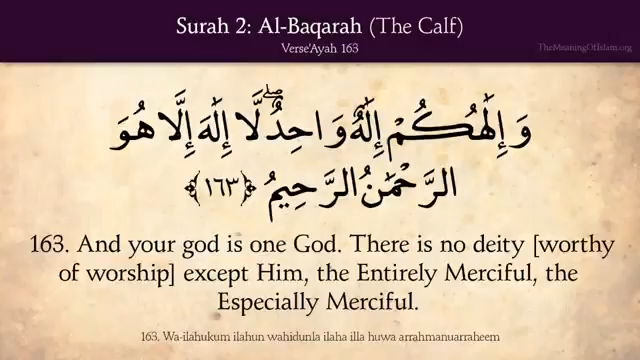 Surah 2: Al-Baqarah (The Calf)
Verse'Ayah 163
TheMeaningOfIslam.org
وَإِلَٰهُكُمْ إِلَٰهٌ وَاحِدٌ ۖ لَّا إِلَٰهَ إِلَّا هُوَ
الرَّحْمَٰنُ الرَّحِيمُ ﴿١٦٣﴾
163. And your god is one God. There is no deity [worthy
of worship] except Him, the Entirely Merciful, the
Especially Merciful.
163. Wa-ilahukum ilahun wahidunla ilaha illa huwa arrahmanuarraheem